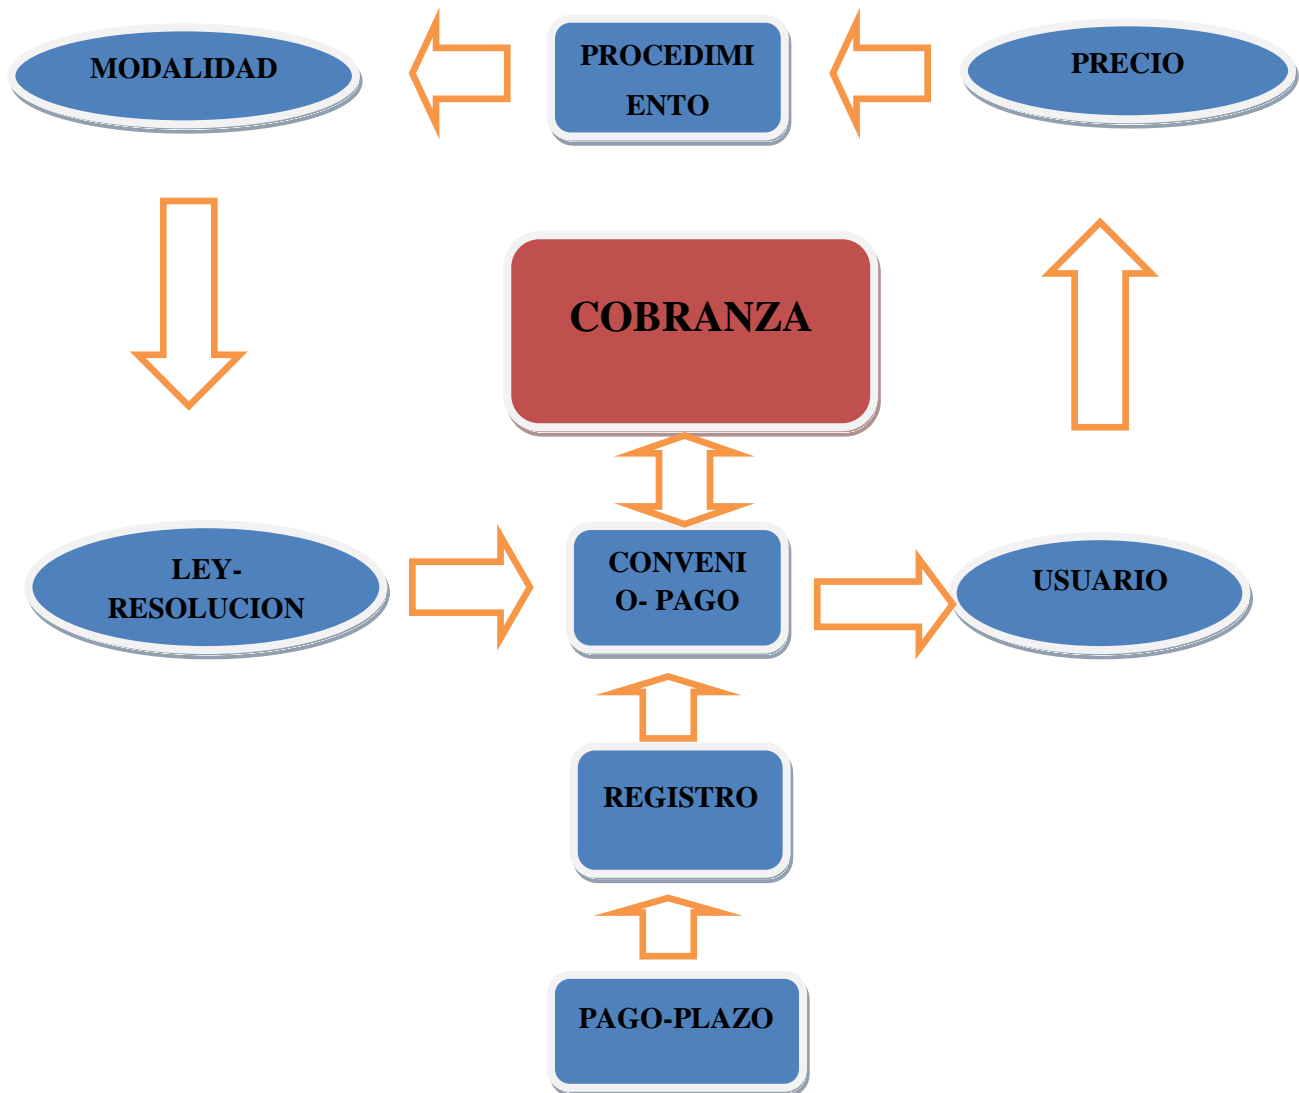 MODALIDAD
PROCEDIMI
ENTO
PRECIO
COBRANZA
LEY-
RESOLUCION
CONVENI
O- PAGO
USUARIO
REGISTRO
PAGO-PLAZO